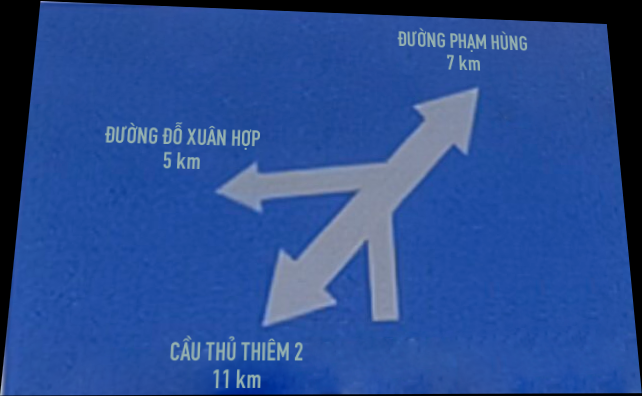 ĐƯỜNG PHẠM HÙNG
7 km
ĐƯỜNG ĐỖ XUÂN HỢP
5 km
CẦU THỦ THIÊM 2
11 km